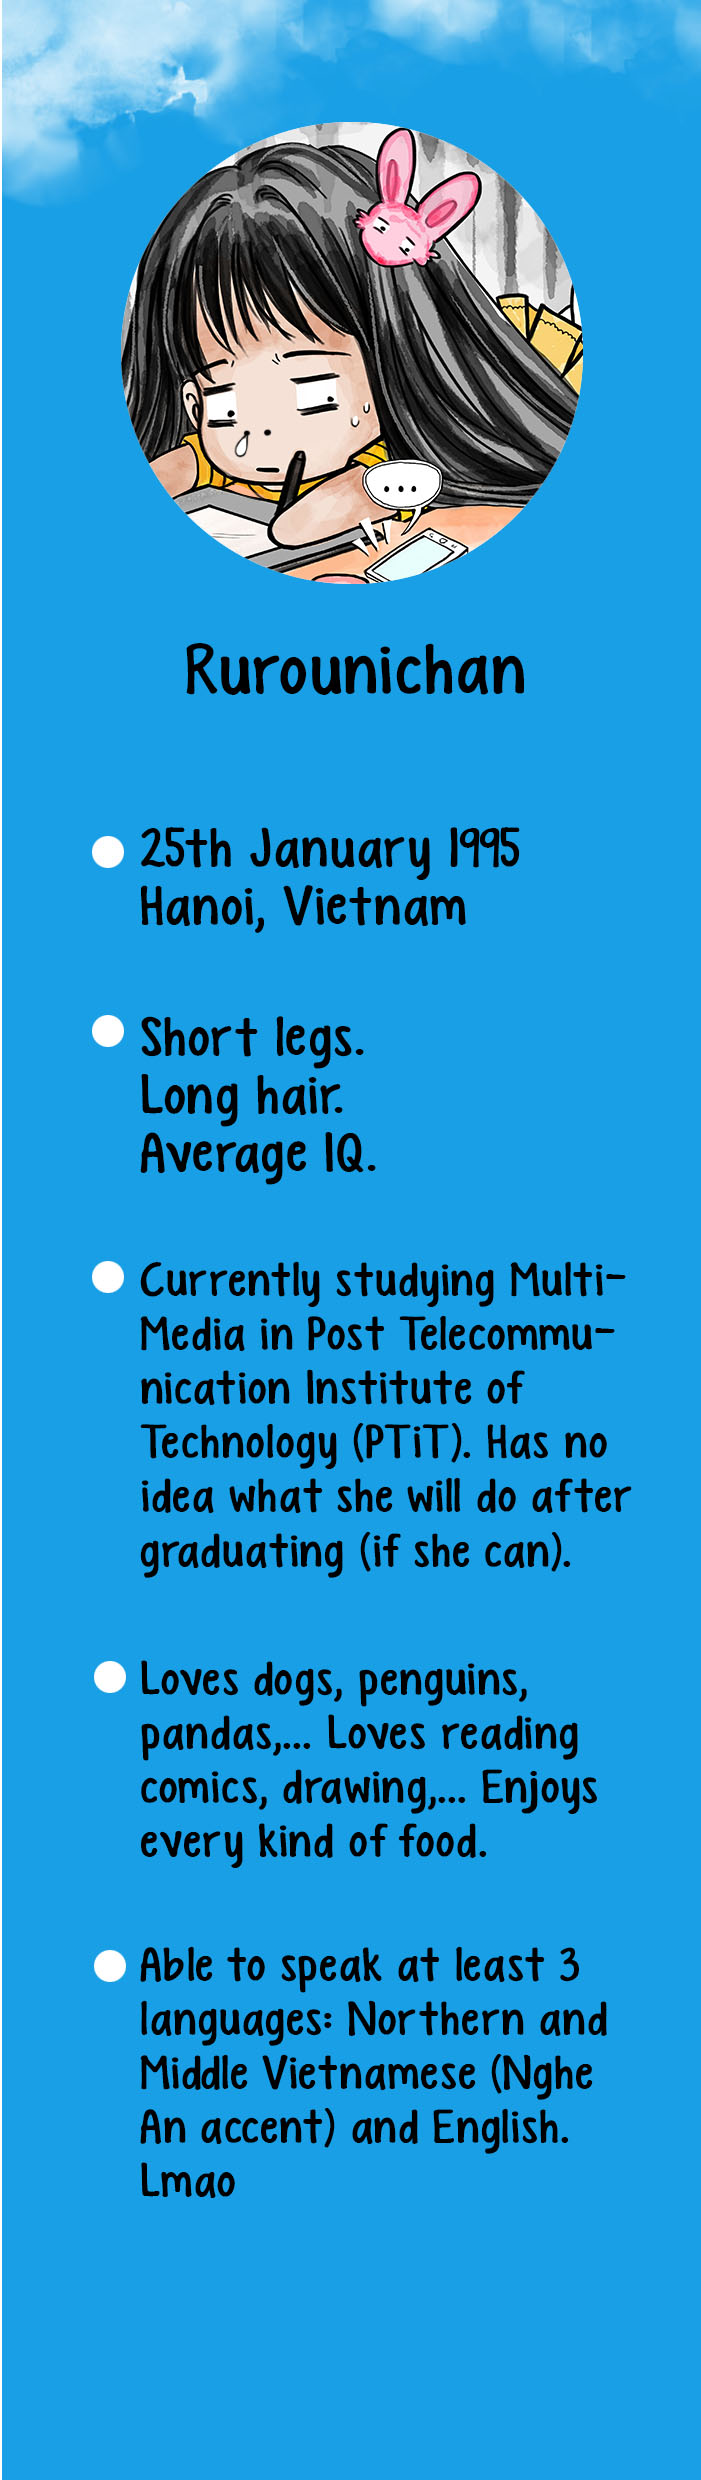 ...
Rurounichan
25th January 1995
Hanoi, Vietnam
Short legs.
Long hair.
Average IQ.
Currently studying Multi-
Media in Post Telecommu-
nication Institute of
Technology (PTiT). Has no
idea what she will do after
graduating (if she can).
Loves dogs, penguins,
pandas,... Loves reading
comics, drawing,... Enjoys
every kind of food.
Able to speak at least 3
languages: Northern and
Middle Vietnamese (Nghe
An accent) and English.
Lmao